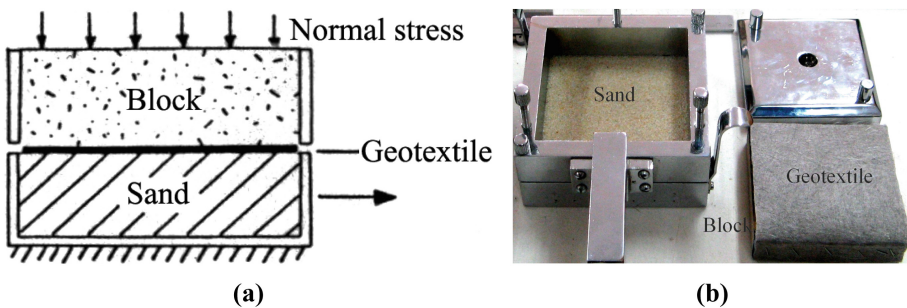 Normal stress
Block
Geotextile
Sand
(a)
Sand
Geotextile
Block
(b)